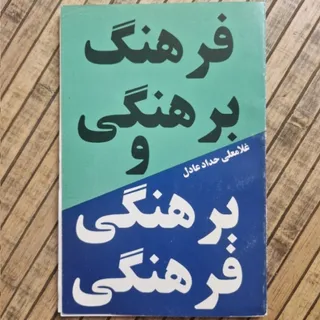 فرهنگ
برهنگی
و
غلامعلی حداد عادل
برهنگی
فرهنگی